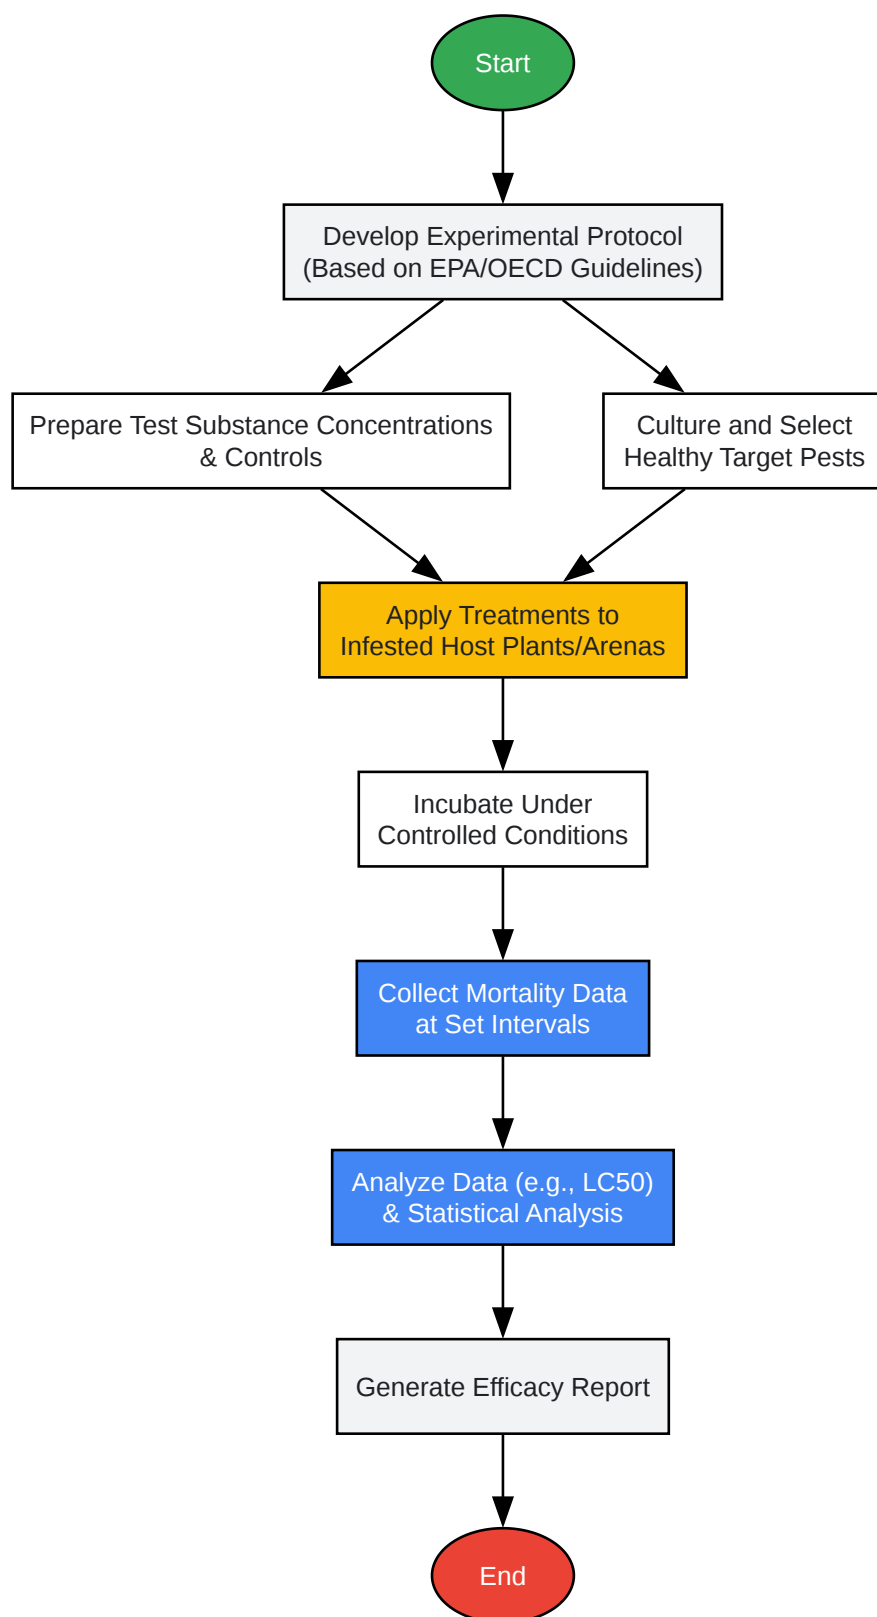 Start
Develop Experimental Protocol
(Based on EPA/OECD Guidelines)
Prepare Test Substance Concentrations
& Controls
Culture and Select
Healthy Target Pests
Apply Treatments to
Infested Host Plants/Arenas
Incubate Under
Controlled Conditions
Collect Mortality Data
at Set Intervals
Analyze Data (e.g., LC50)
& Statistical Analysis
Generate Efficacy Report
End